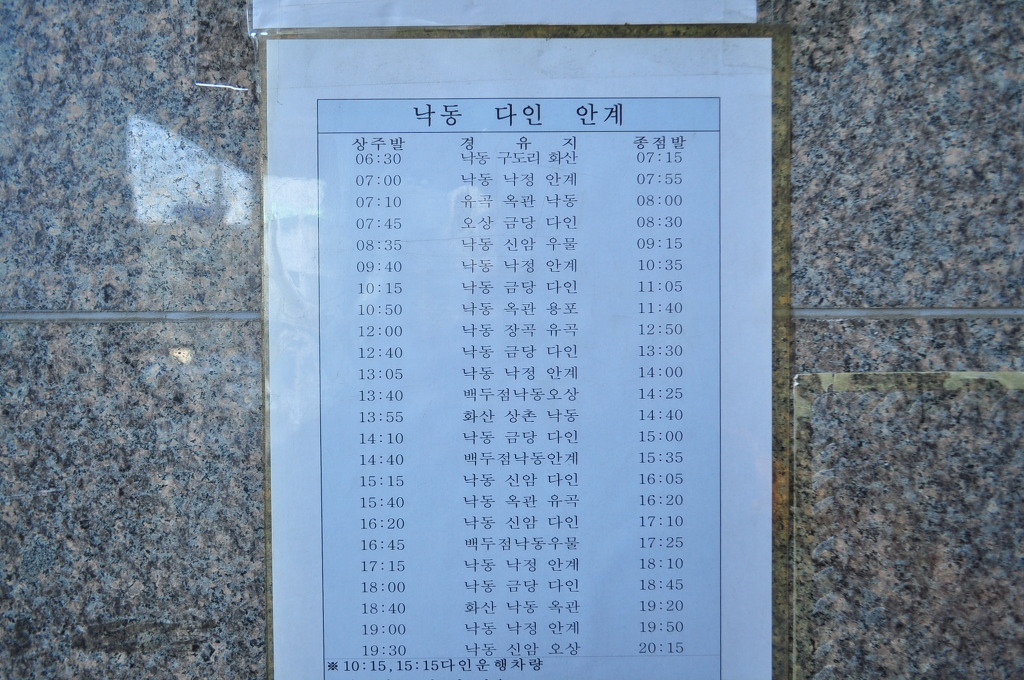 낙동 다인 안계
상주발 경 유 지 종점발
06:30 낙동 구도리 화산 07:15
07:00 낙동 낙정 안계 07:55
07:10 유곡 옥관 낙동 08:00
07:45 오상 금당 다인 08:30
08:35 낙동 신암 우물 09:15
09:40 낙동 낙정 안계 10:35
10:15 낙동 금당 다인 11:05
10:50 낙동 옥관 용포 11:40
12:00 낙동 장곡 유곡 12:50
12:40 낙동 금당 다인 13:30
13:05 낙동 낙정 안계 14:00
13:40 백두점낙동오상 14:25
13:55 화산 상촌 낙동 14:40
14:10 낙동 금당 다인 15:00
14:40 백두점낙동안계 15:35
15:15 낙동 신암 다인 16:05
15:40 낙동 옥관 유곡 16:20
16:20 낙동 신암 다인 17:10
16:45 백두점낙동우물 17:25
17:15 낙동 낙정 안계 18:10
18:00 낙동 금당 다인 18:45
18:40 화산 낙동 옥관 19:20
19:00 낙동 낙정 안계 19:50
19:30 낙동 신암 오상 20:15
※10:15,15:15다인운행차량